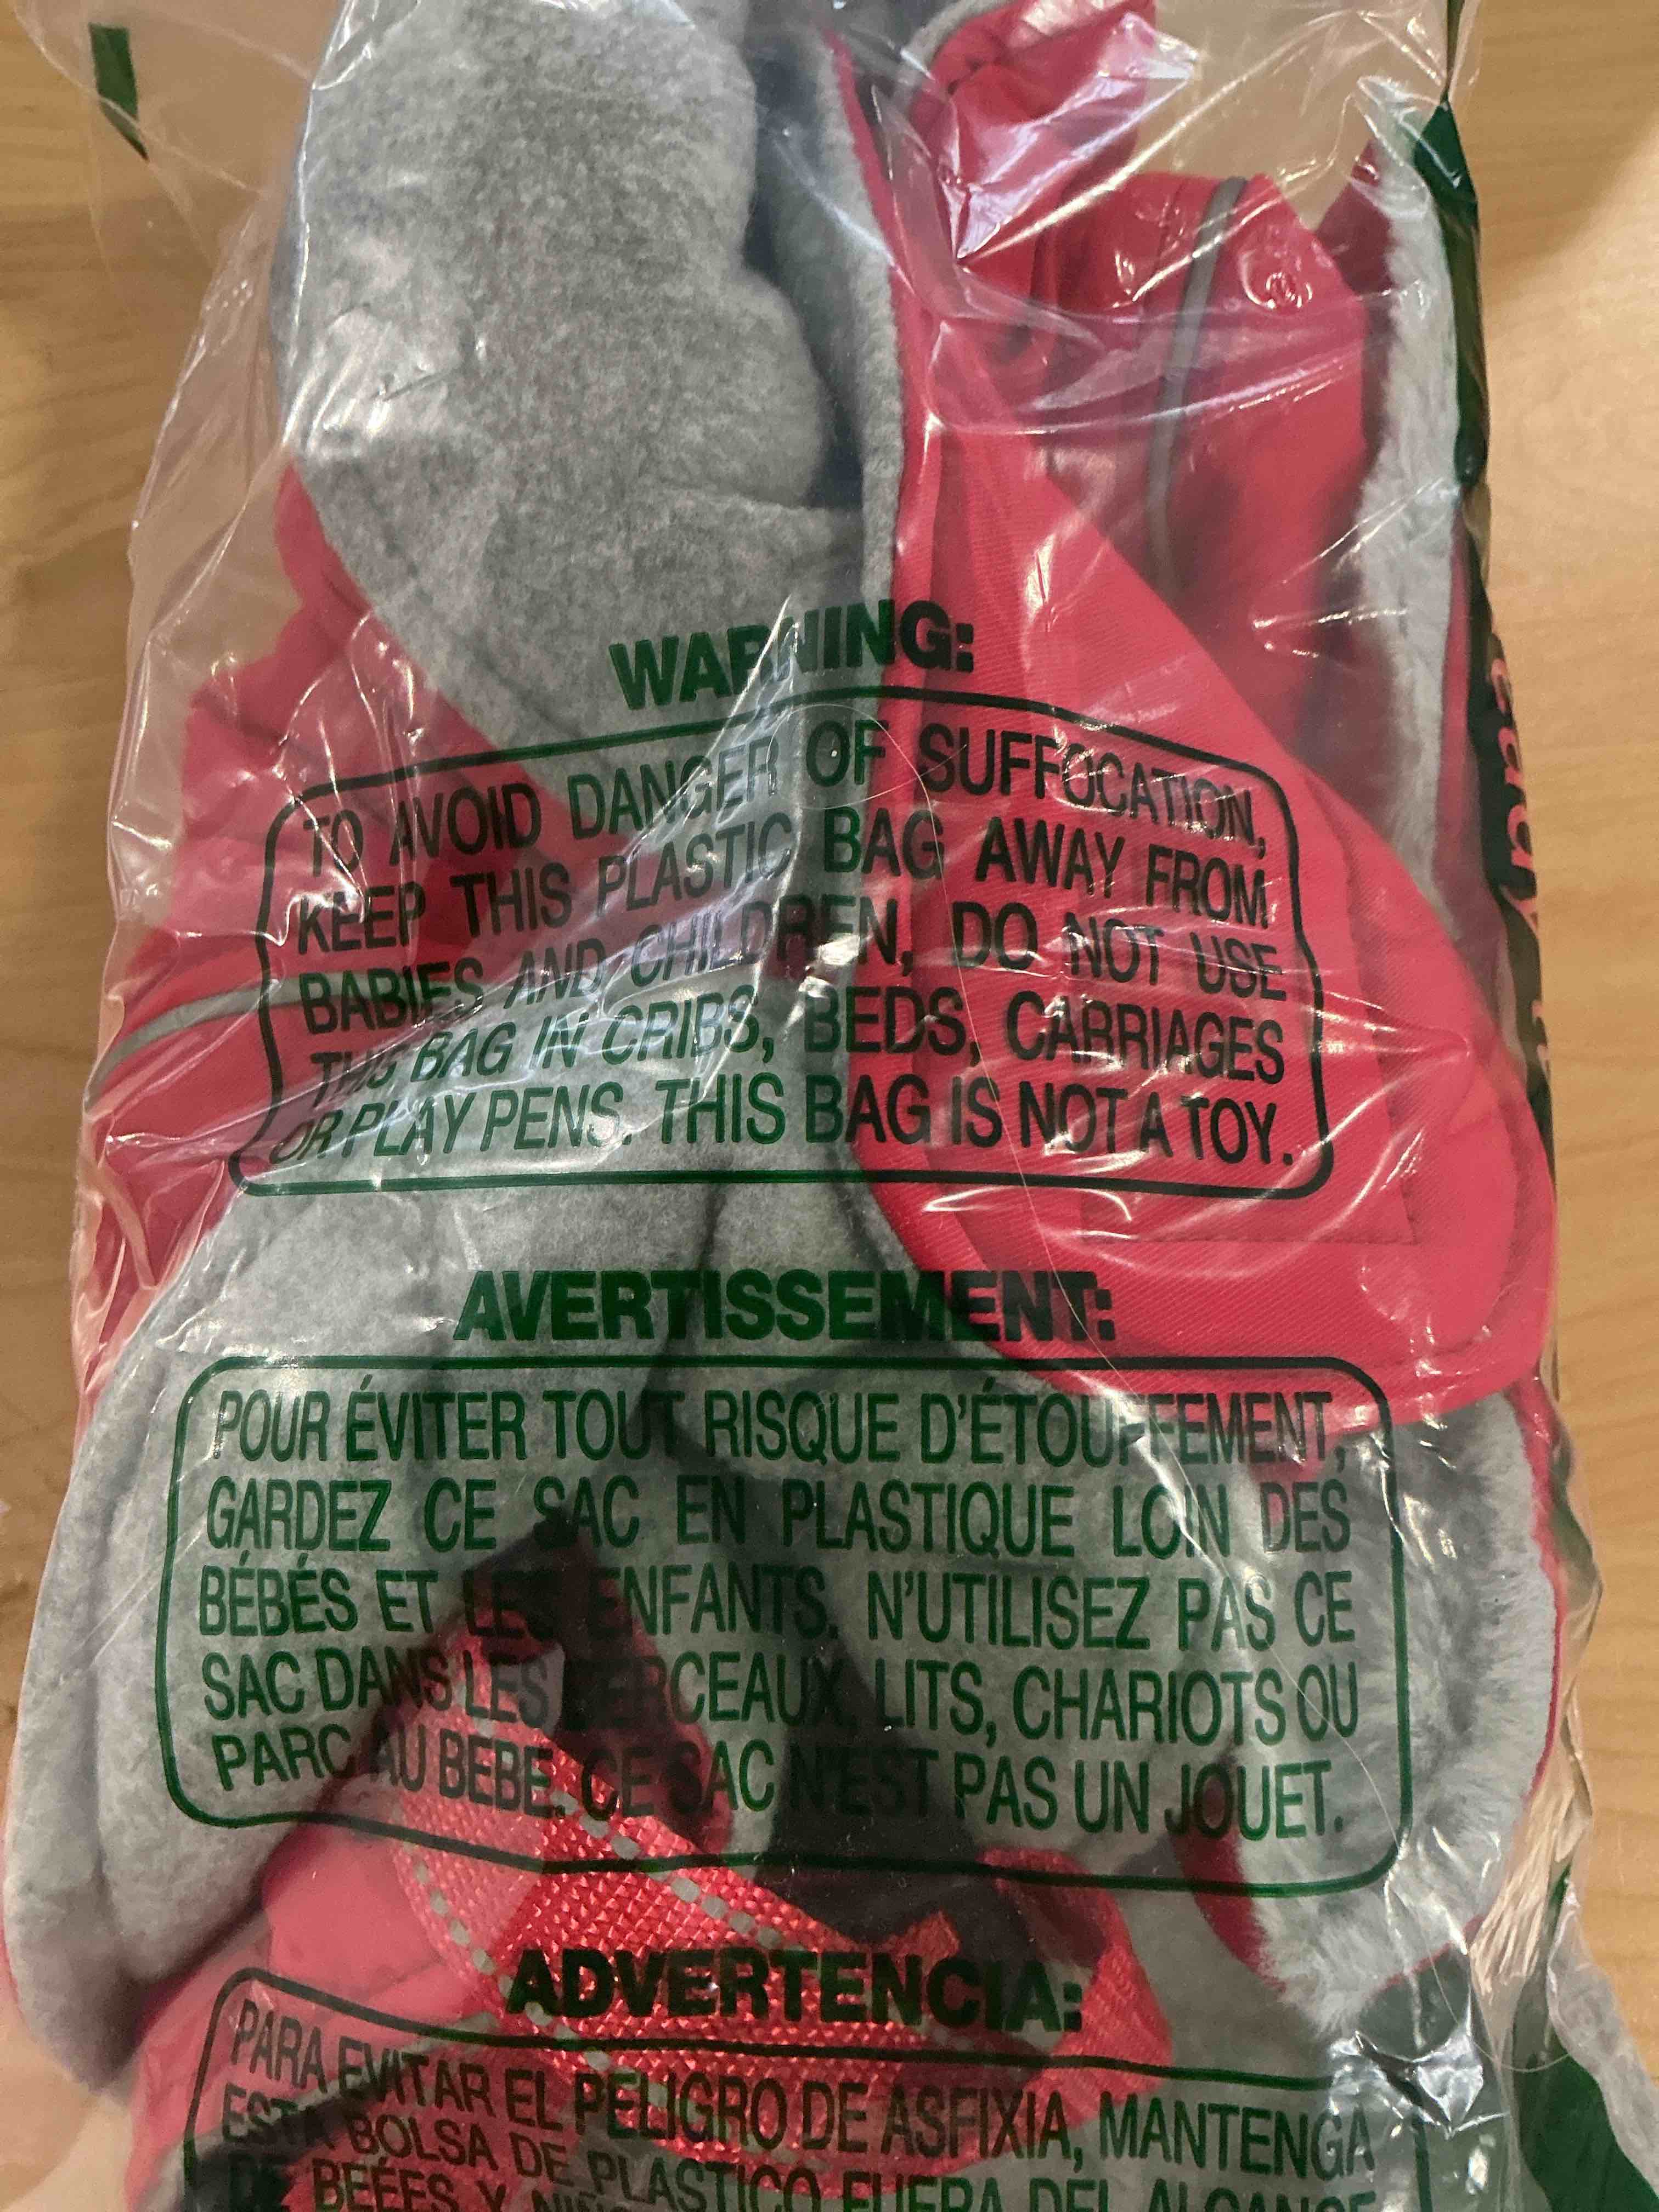 WARNING:
TO AVOID DANGER OF SUFFOCATION,
KEEP THIS PLASTIC BAG AWAY FROM
BABIES AND CHILDREN, DO NOT USE
THIS BAG IN CRIBS, BEDS, CARRIAGES
OR PLAY PENS. THIS BAG IS NOT A TOY.
AVERTISSEMENT:
POUR ÉVITER TOUT RISQUE D'ÉTOUFFEMENT,
GARDEZ CE SAC EN PLASTIQUE LOIN DES
BÉBÉS ET LES ENFANTS. N'UTILISEZ PAS CE
SAC DANS LES BERCEAUX, LITS, CHARIOTS OU
PARC AU BEBE. CE SAC N'EST PAS UN JOUET.
ADVERTENCIA:
PARA EVITAR EL PELIGRO DE ASFIXIA, MANTENGA
ESTA BOLSA DE PLASTICO FUERA DEL ALCANCE
DE BEÉES Y